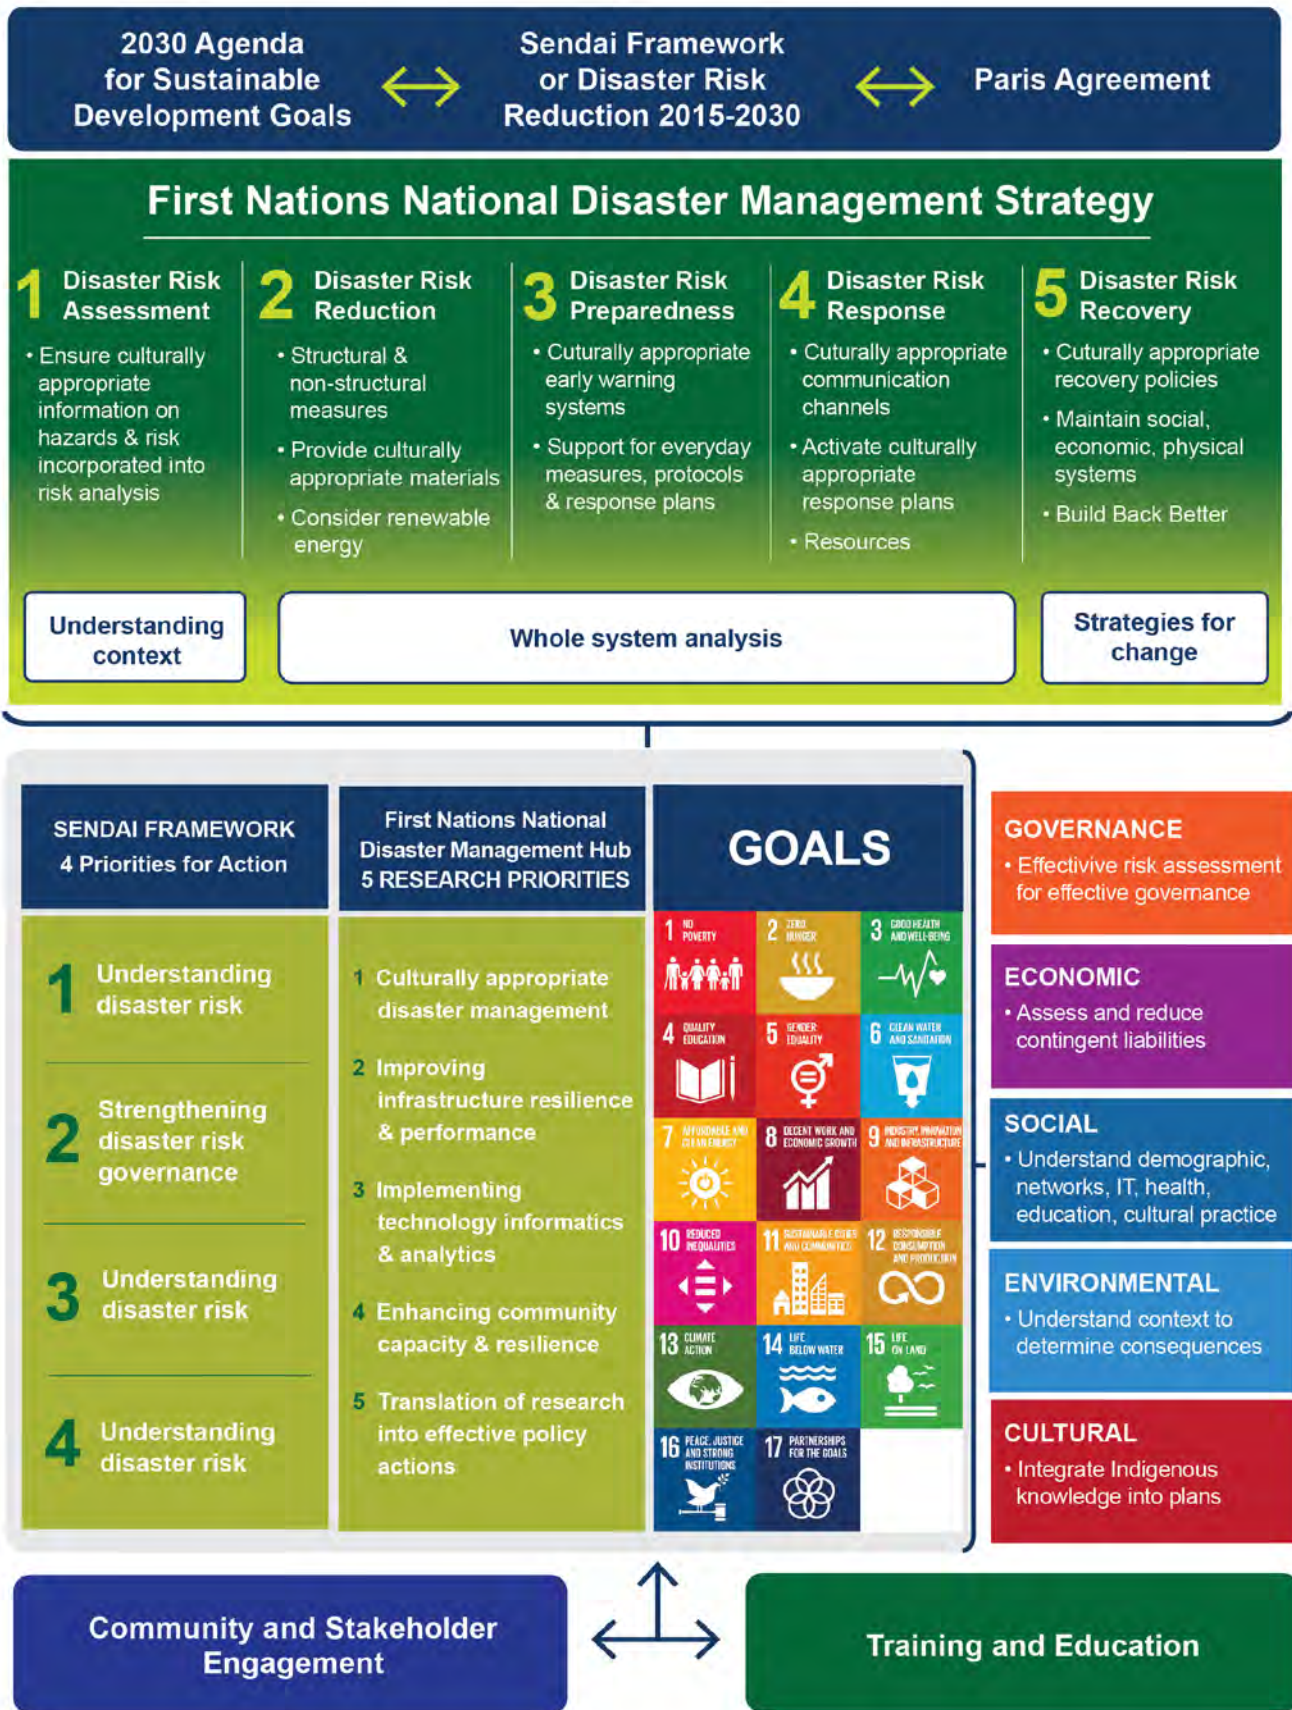 2030 Agenda
for Sustainable
Development Goals
Sendai Framework
or Disaster Risk
Reduction 2015-2030
Paris Agreement
First Nations National Disaster Management Strategy
1 Disaster Risk
Assessment
• Ensure culturally
appropriate
information on
hazards & risk
incorporated into
risk analysis
2 Disaster Risk
Reduction
• Structural &
non-structural
measures
• Provide culturally
appropriate materials
• Consider renewable
energy
3 Disaster Risk
Preparedness
• Cuturally appropriate
early warning
systems
• Support for everyday
measures, protocols
& response plans
4 Disaster Risk
Response
• Cuturally appropriate
communication
channels
• Activate culturally
appropriate
response plans
• Resources
5 Disaster Risk
Recovery
• Cuturally appropriate
recovery policies
• Maintain social,
economic, physical
systems
• Build Back Better
Understanding
context
Whole system analysis
Strategies for
change
SENDAI FRAMEWORK
4 Priorities for Action
1 Understanding
disaster risk
2 Strengthening
disaster risk
governance
3 Understanding
disaster risk
4 Understanding
disaster risk
First Nations National
Disaster Management Hub
5 RESEARCH PRIORITIES
1 Culturally appropriate
disaster management
2 Improving
infrastructure resilience
& performance
3 Implementing
technology informatics
& analytics
4 Enhancing community
capacity & resilience
5 Translation of research
into effective policy
actions
GOALS
1 NO
POVERTY
2 ZERO
HUNGER
3 GOOD HEALTH
AND WELL-BEING
4 QUALITY
EDUCATION
5 GENDER
EQUALITY
6 CLEAN WATER
AND SANITATION
7 AFFORDABLE AND
CLEAN ENERGY
8 DECENT WORK AND
ECONOMIC GROWTH
9 INDUSTRY, INNOVATION
AND INFRASTRUCTURE
10 REDUCED
INEQUALITIES
11 SUSTAINABLE CITIES
AND COMMUNITIES
12 RESPONSIBLE
CONSUMPTION
AND PRODUCTION
13 CLIMATE
ACTION
14 LIFE
BELOW WATER
15 LIFE
ON LAND
16 PEACE, JUSTICE
AND STRONG
INSTITUTIONS
17 PARTNERSHIPS
FOR THE GOALS
GOVERNANCE
• Effectivive risk assessment
for effective governance
ECONOMIC
• Assess and reduce
contingent liabilities
SOCIAL
• Understand demographic,
networks, IT, health,
education, cultural practice
ENVIRONMENTAL
• Understand context to
determine consequences
CULTURAL
• Integrate Indigenous
knowledge into plans
Community and Stakeholder
Engagement
Training and Education